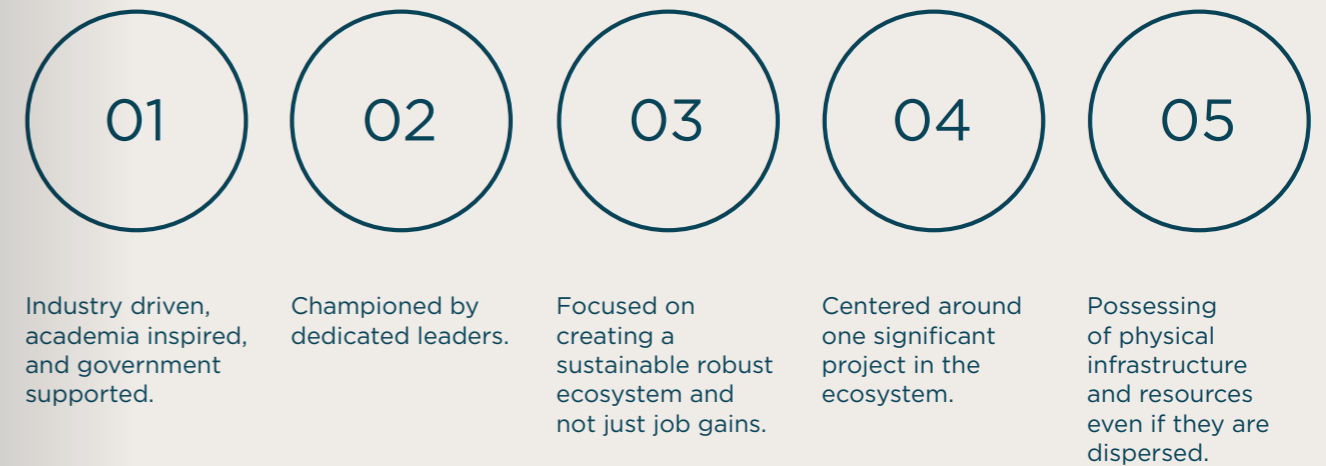 01
Industry driven,
academia inspired,
and government
supported.
02
Championed by
dedicated leaders.
03
Focused on
creating a
sustainable robust
ecosystem and
not just job gains.
04
Centered around
one significant
project in the
ecosystem.
05
Possessing
of physical
infrastructure
and resources
even if they are
dispersed.